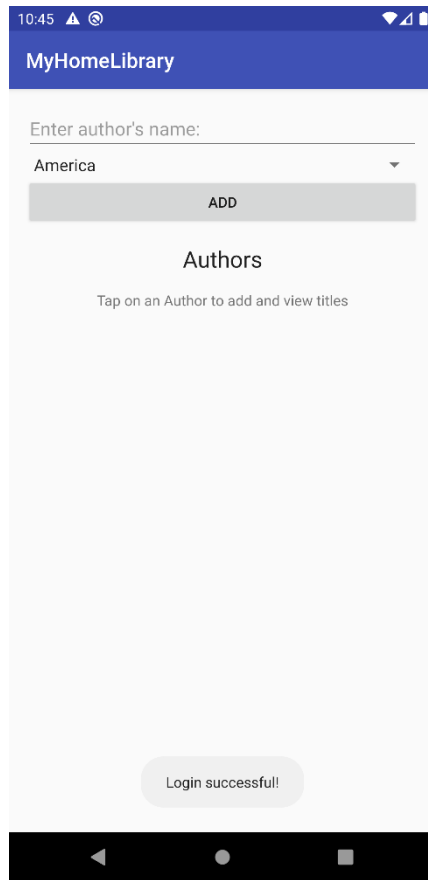 10:45
MyHomeLibrary
Enter author's name:
America
ADD
Authors
Tap on an Author to add and view titles
Login successful!